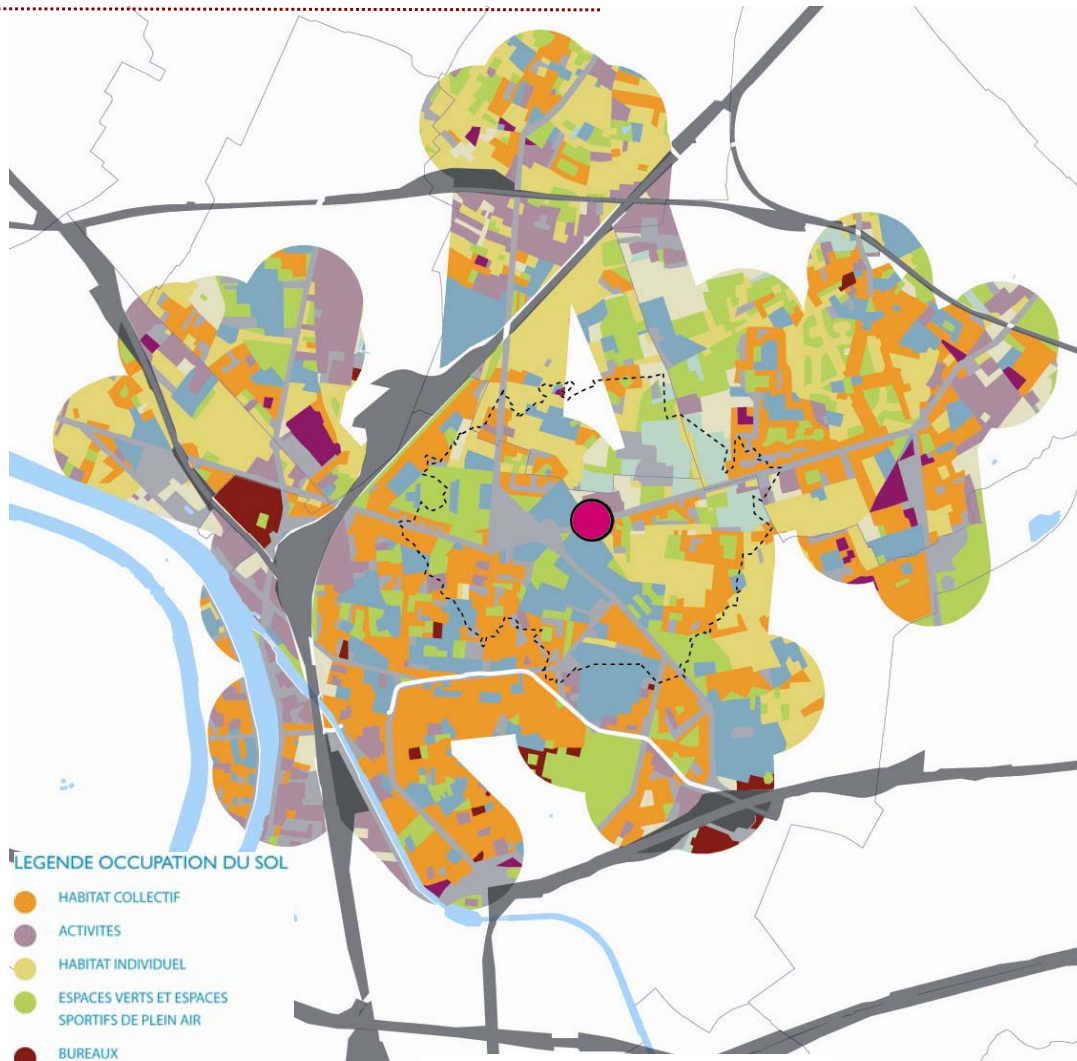 LEGENDE OCCUPATION DU SOL
HABITAT COLLECTIF
ACTIVITES
HABITAT INDIVIDUEL
ESPACES VERTS ET ESPACES
SPORTIFS DE PLEIN AIR
BUREAUX